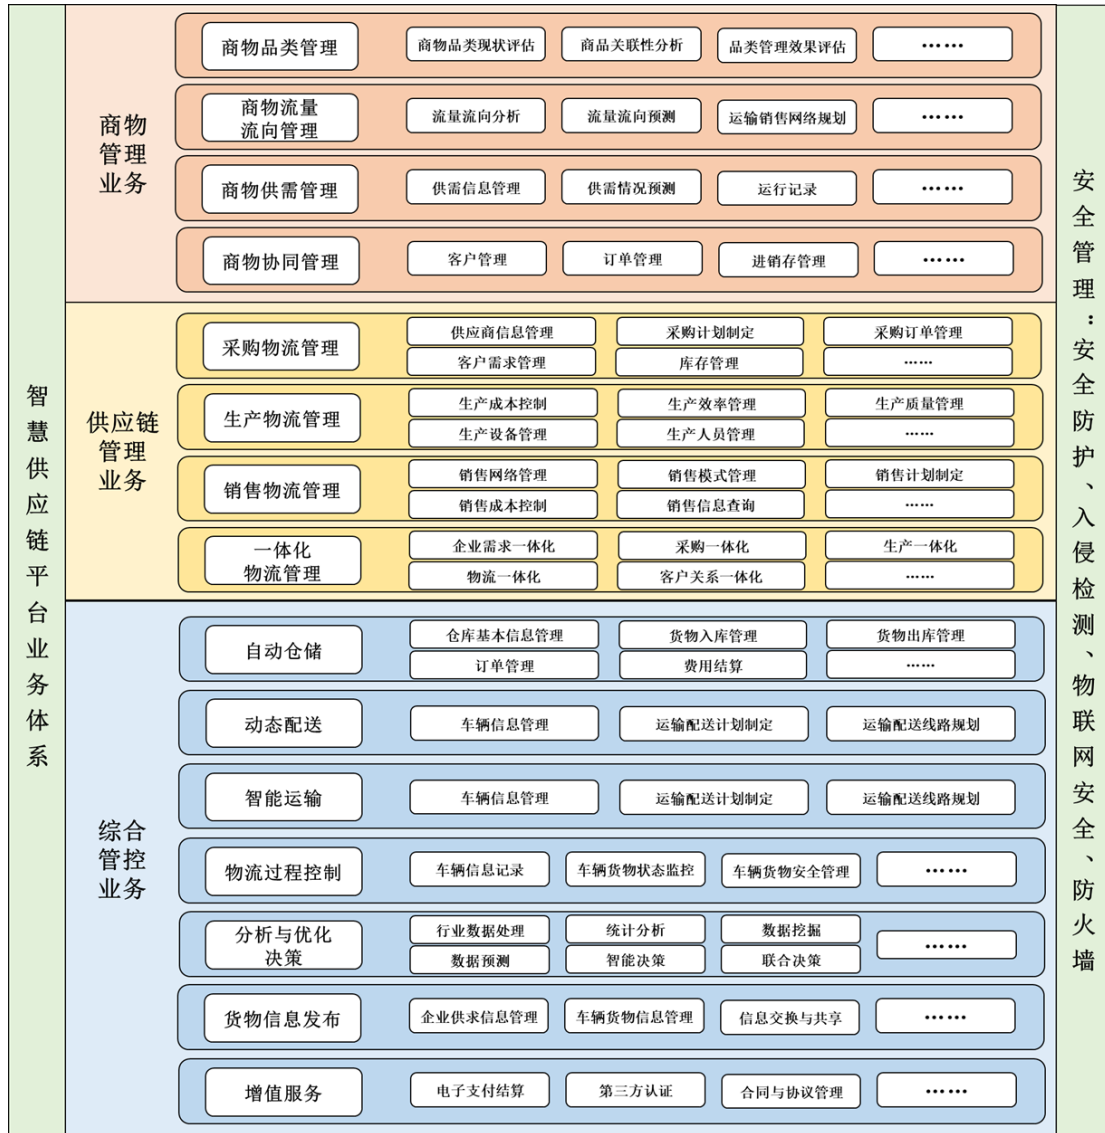 智慧供应链平台业务体系
商物
管理
业务
商物品类管理
商物品类现状评估
商品关联性分析
品类管理效果评估
……
商物流量
流向管理
流量流向分析
流量流向预测
运输销售网络规划
……
商物供需管理
供需信息管理
供需情况预测
运行记录
……
商物协同管理
客户管理
订单管理
进销存管理
……
供应链
管理
业务
采购物流管理
供应商信息管理
采购计划制定
采购订单管理
客户需求管理
库存管理
……
生产物流管理
生产成本控制
生产效率管理
生产质量管理
生产设备管理
生产人员管理
……
销售物流管理
销售网络管理
销售模式管理
销售计划制定
销售成本控制
销售信息查询
……
一体化
物流管理
企业需求一体化
采购一体化
生产一体化
物流一体化
客户关系一体化
……
综合
管控
业务
自动仓储
仓库基本信息管理
货物入库管理
货物出库管理
订单管理
费用结算
……
动态配送
车辆信息管理
运输配送计划制定
运输配送线路规划
智能运输
车辆信息管理
运输配送计划制定
运输配送线路规划
物流过程控制
车辆信息记录
车辆货物状态监控
车辆货物安全管理
……
分析与优化
决策
行业数据处理
统计分析
数据挖掘
……
数据预测
智能决策
联合决策
货物信息发布
企业供求信息管理
车辆货物信息管理
信息交换与共享
……
增值服务
电子支付结算
第三方认证
合同与协议管理
……
安全管理：安全防护、入侵检测、物联网安全、防火墙